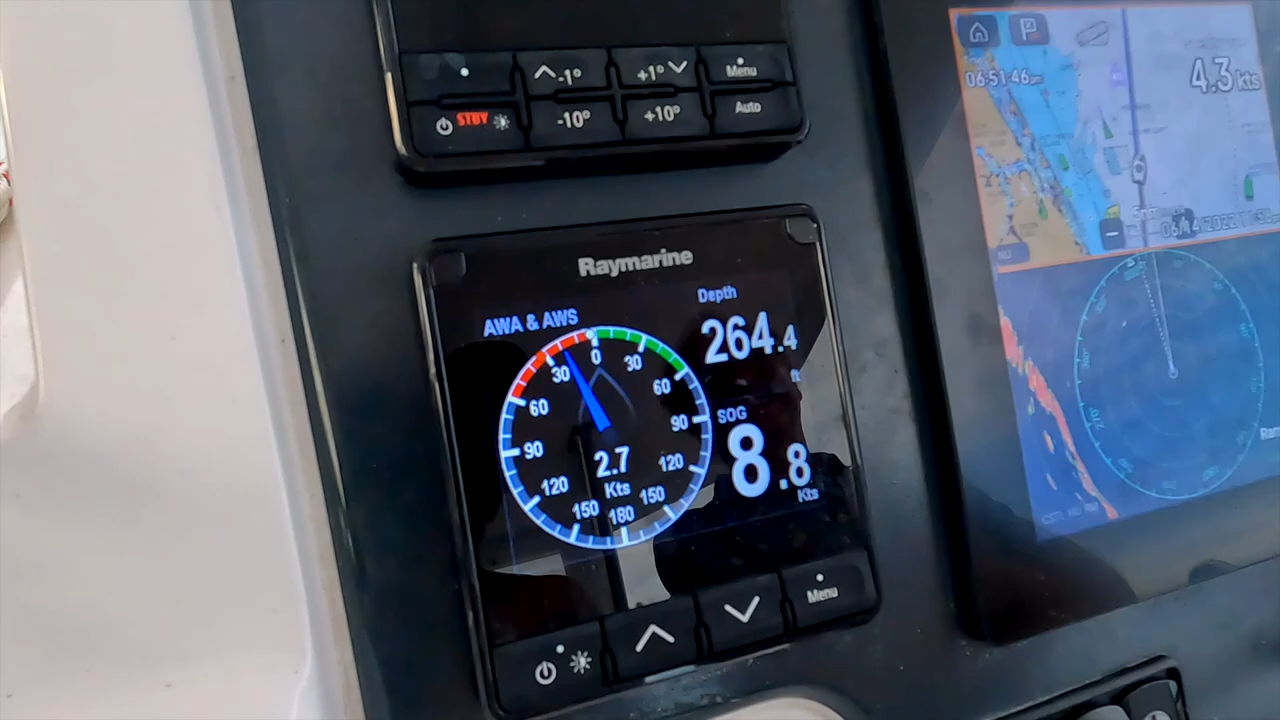 -1°
+1°
Menu
STBY
-10°
+10°
Auto
06:51:46pm
4.3 kts
Raymarine
AWA & AWS
0
30
30
60
60
90
90
120
120
150
150
180
2.7
Kts
Depth
264.4
ft
SOG
8.8
Kts
Menu